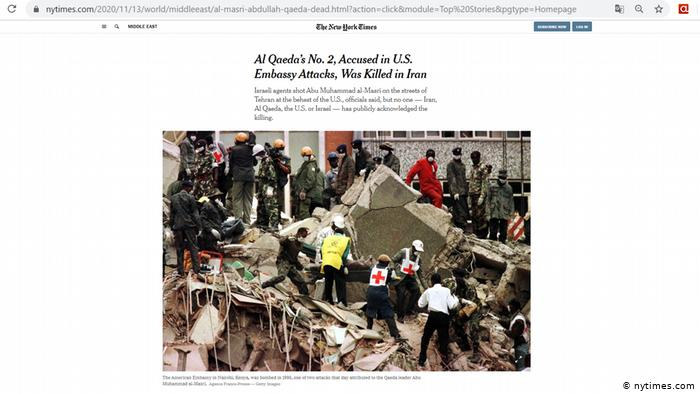 nytimes.com/2020/11/13/world/middleeast/al-masri-abdullah-qaeda-dead.html?action=click&module=Top%20Stories&pgtype=Homepage
MIDDLE EAST
The New York Times
SUBSCRIBE NOW
LOG IN
Al Qaeda's No. 2, Accused in U.S.
Embassy Attacks, Was Killed in Iran
Israeli agents shot Abu Muhammad al-Masri on the streets of
Tehran at the behest of the U.S., officials said, but no one — Iran,
Al Qaeda, the U.S. or Israel — has publicly acknowledged the
killing.
The American Embassy in Nairobi, Kenya, was bombed in 1998, one of two attacks that day attributed to the Qaeda leader Abu
Muhammad al-Masri. Agence France-Presse — Getty Images
© nytimes.com